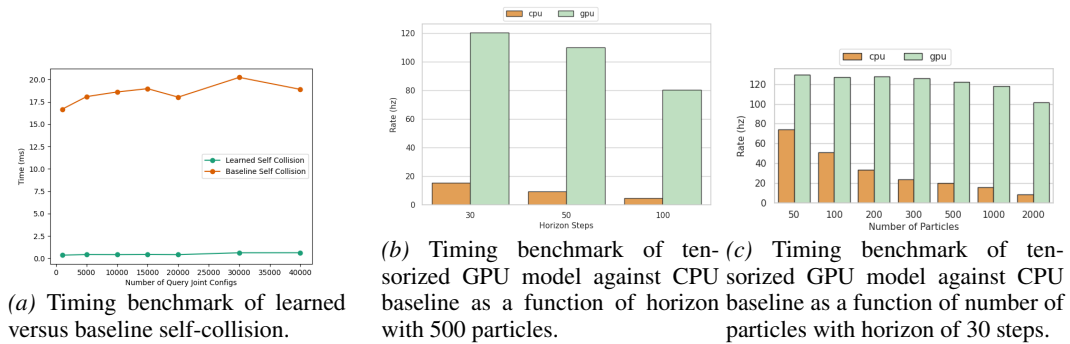 20.0
17.5
15.0
12.5
10.0
7.5
5.0
2.5
0.0
Time (ms)
Learned Self Collision
Baseline Self Collision
0 5000 10000 15000 20000 25000 30000 35000 40000
Number of Query Joint Configs
(a) Timing benchmark of learned
versus baseline self-collision.
cpu gpu
120
100
80
60
40
20
0
Rate (hz)
30 50 100
Horizon Steps
(b) Timing benchmark of ten-
sorized GPU model against CPU
baseline as a function of horizon
with 500 particles.
cpu gpu
120
100
80
60
40
20
0
Rate (hz)
50 100 200 300 500 1000 2000
Number of Particles
(c) Timing benchmark of ten-
sorized GPU model against CPU
baseline as a function of number of
particles with horizon of 30 steps.